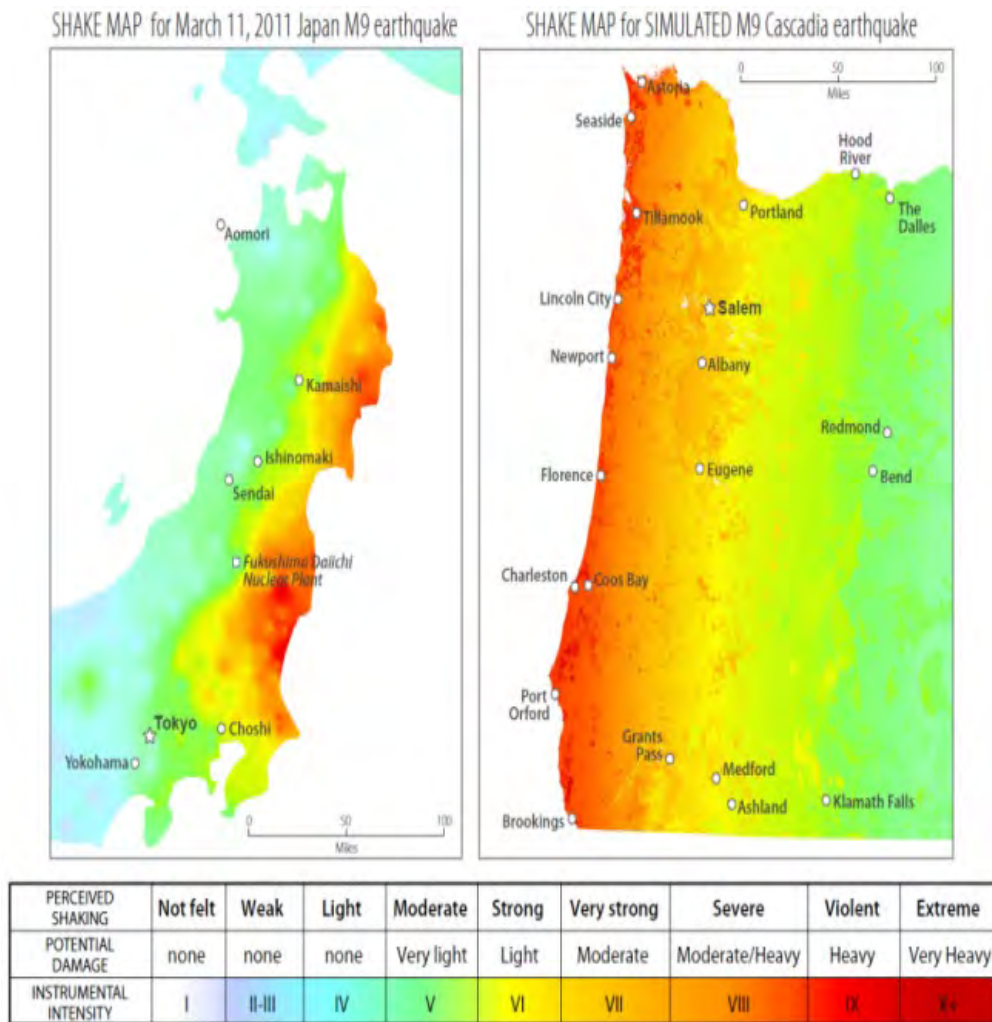 SHAKE MAP for March 11, 2011 Japan M9 earthquake
Aomori
Kamaishi
Ishinomaki
Sendai
Fukushima Daiichi
Nuclear Plant
Tokyo
Choshi
Yokohama
0 50 100
Miles
SHAKE MAP for SIMULATED M9 Cascadia earthquake
0 50 100
Miles
Astoria
Seaside
Hood
River
Tillamook
Portland
The
Dalles
Lincoln City
Salem
Newport
Albany
Redmond
Florence
Eugene
Bend
Charleston
Coos Bay
Port
Orford
Grants
Pass
Medford
Ashland
Klamath Falls
Brookings
PERCEIVED
SHAKING
Not felt Weak Light Moderate Strong Very strong Severe Violent Extreme
POTENTIAL
DAMAGE
none none none Very light Light Moderate Moderate/Heavy Heavy Very Heavy
INSTRUMENTAL
INTENSITY
I II-III IV V VI VII VIII IX X+